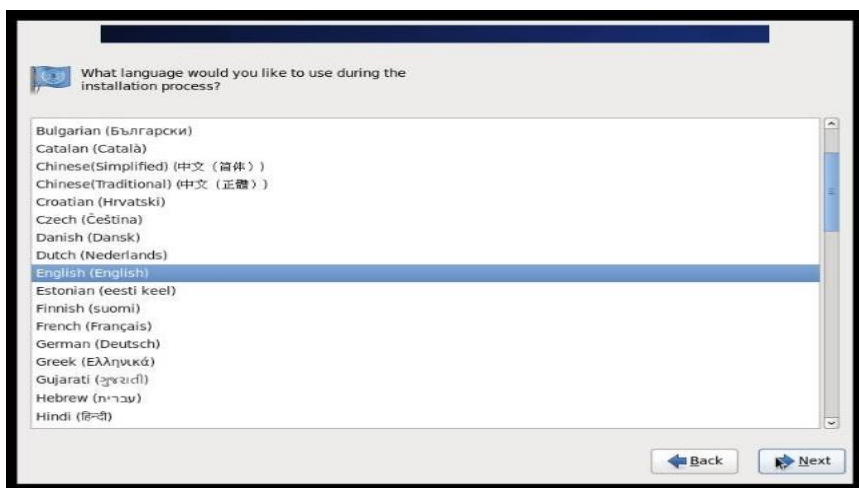 What language would you like to use during the
installation process?
Bulgarian (Български)
Catalan (Català)
Chinese(Simplified) (中文（简体）)
Chinese(Traditional) (中文（正體）)
Croatian (Hrvatski)
Czech (Čeština)
Danish (Dansk)
Dutch (Nederlands)
English (English)
Estonian (eesti keel)
Finnish (suomi)
French (Français)
German (Deutsch)
Greek (Ελληνικά)
Gujarati (ગુજરાતી)
Hebrew (עברית)
Hindi (हिन्दी)
Back
Next